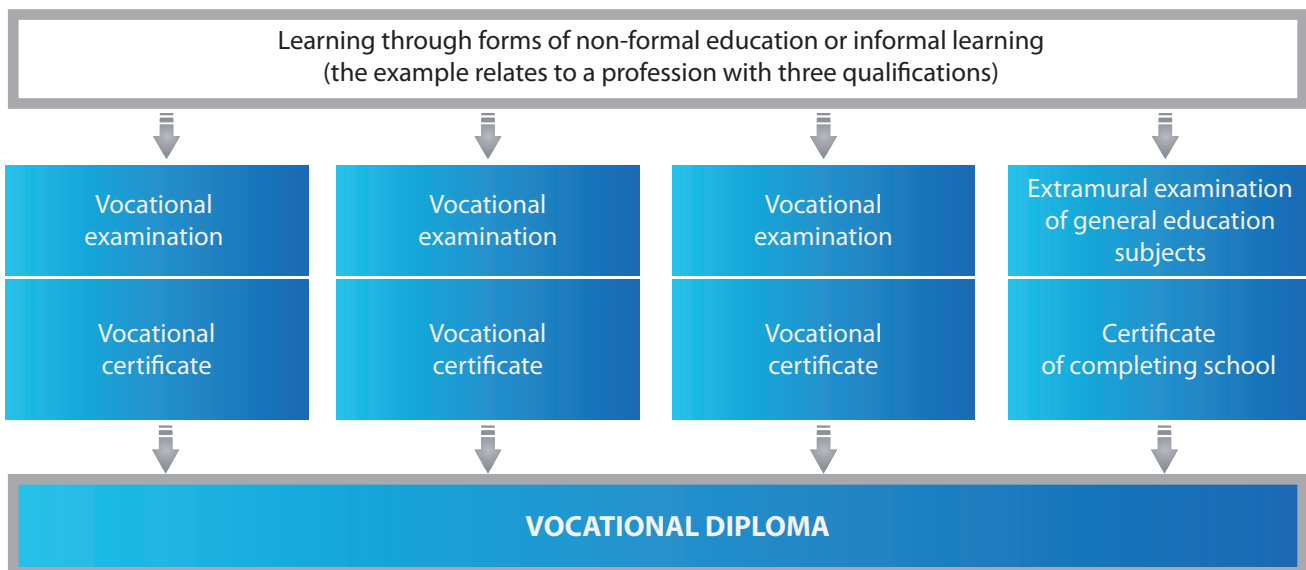 Learning through forms of non-formal education or informal learning
(the example relates to a profession with three qualifications)
Vocational
examination
Vocational
certificate
Vocational
examination
Vocational
certificate
Vocational
examination
Vocational
certificate
Extramural examination
of general education
subjects
Certificate
of completing school
VOCATIONAL DIPLOMA